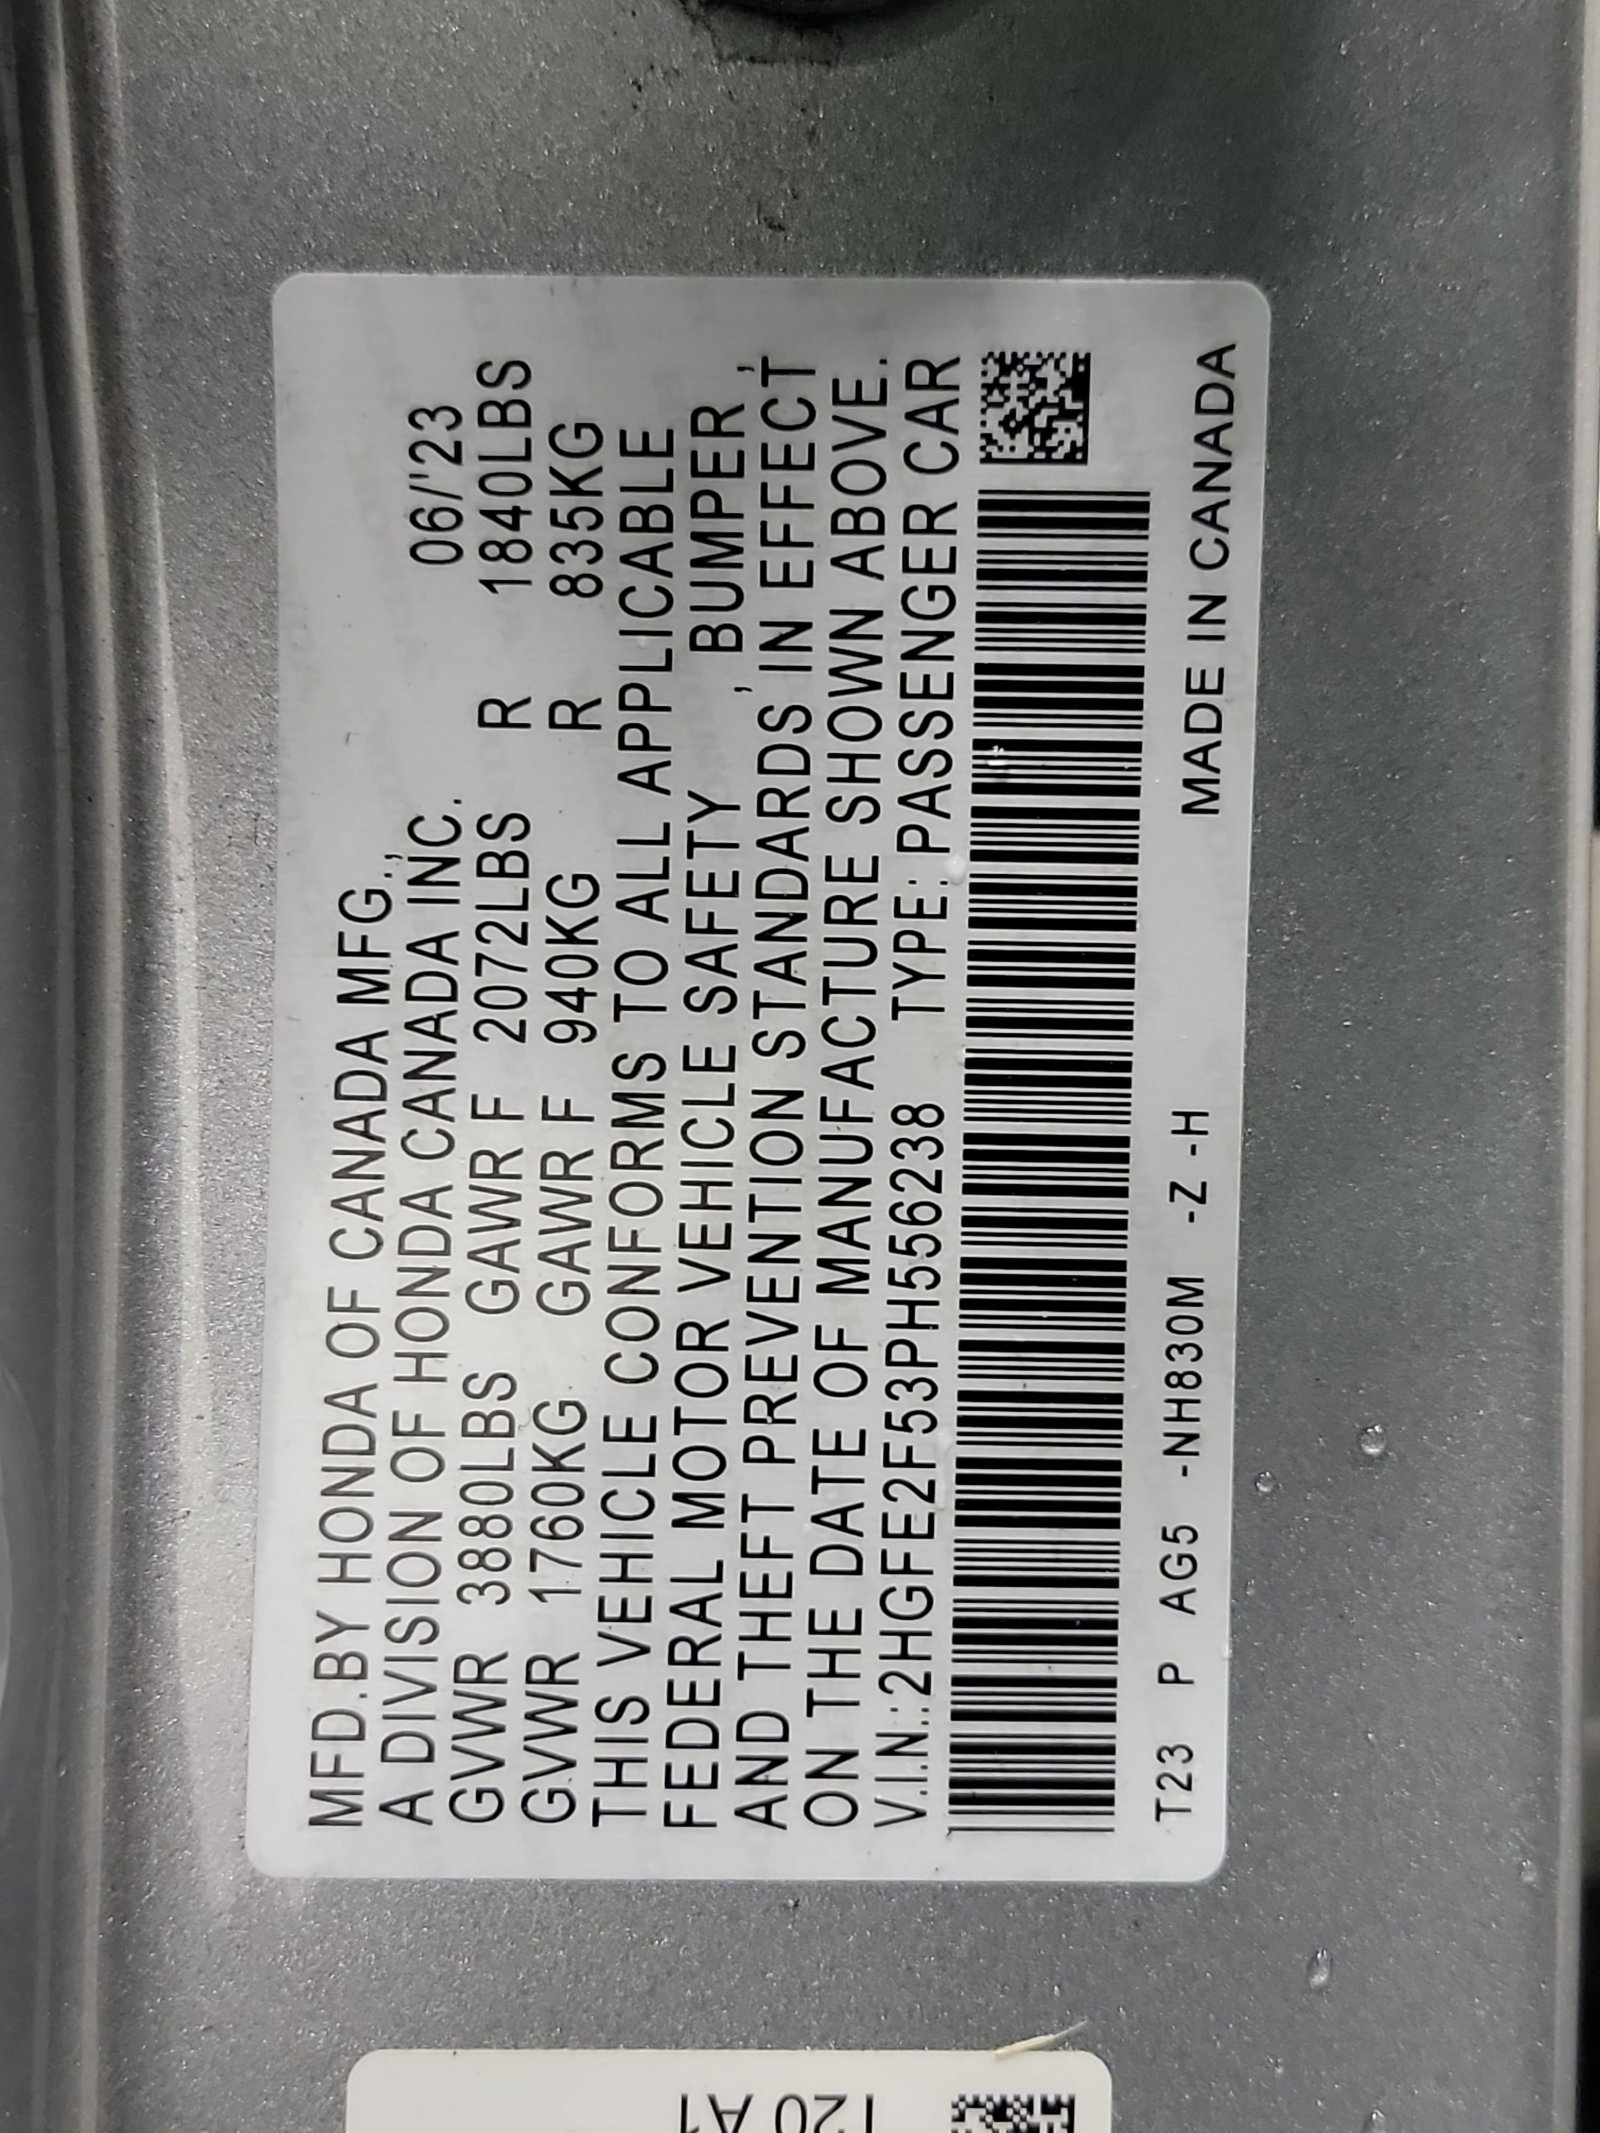 MFD.BY HONDA OF CANADA MFG.,
A DIVISION OF HONDA CANADA INC. 06/'23
GVWR 3880LBS GAWR F 2072LBS R 1840LBS
GVWR 1760KG GAWR F 940KG R 835KG
THIS VEHICLE CONFORMS TO ALL APPLICABLE
FEDERAL MOTOR VEHICLE SAFETY , BUMPER ,
AND THEFT PREVENTION STANDARDS IN EFFECT
ON THE DATE OF MANUFACTURE SHOWN ABOVE.
V.I.N.:2HGFE2F53PH556238 TYPE: PASSENGER CAR
T23 P AG5 -NH830M -Z -H MADE IN CANADA